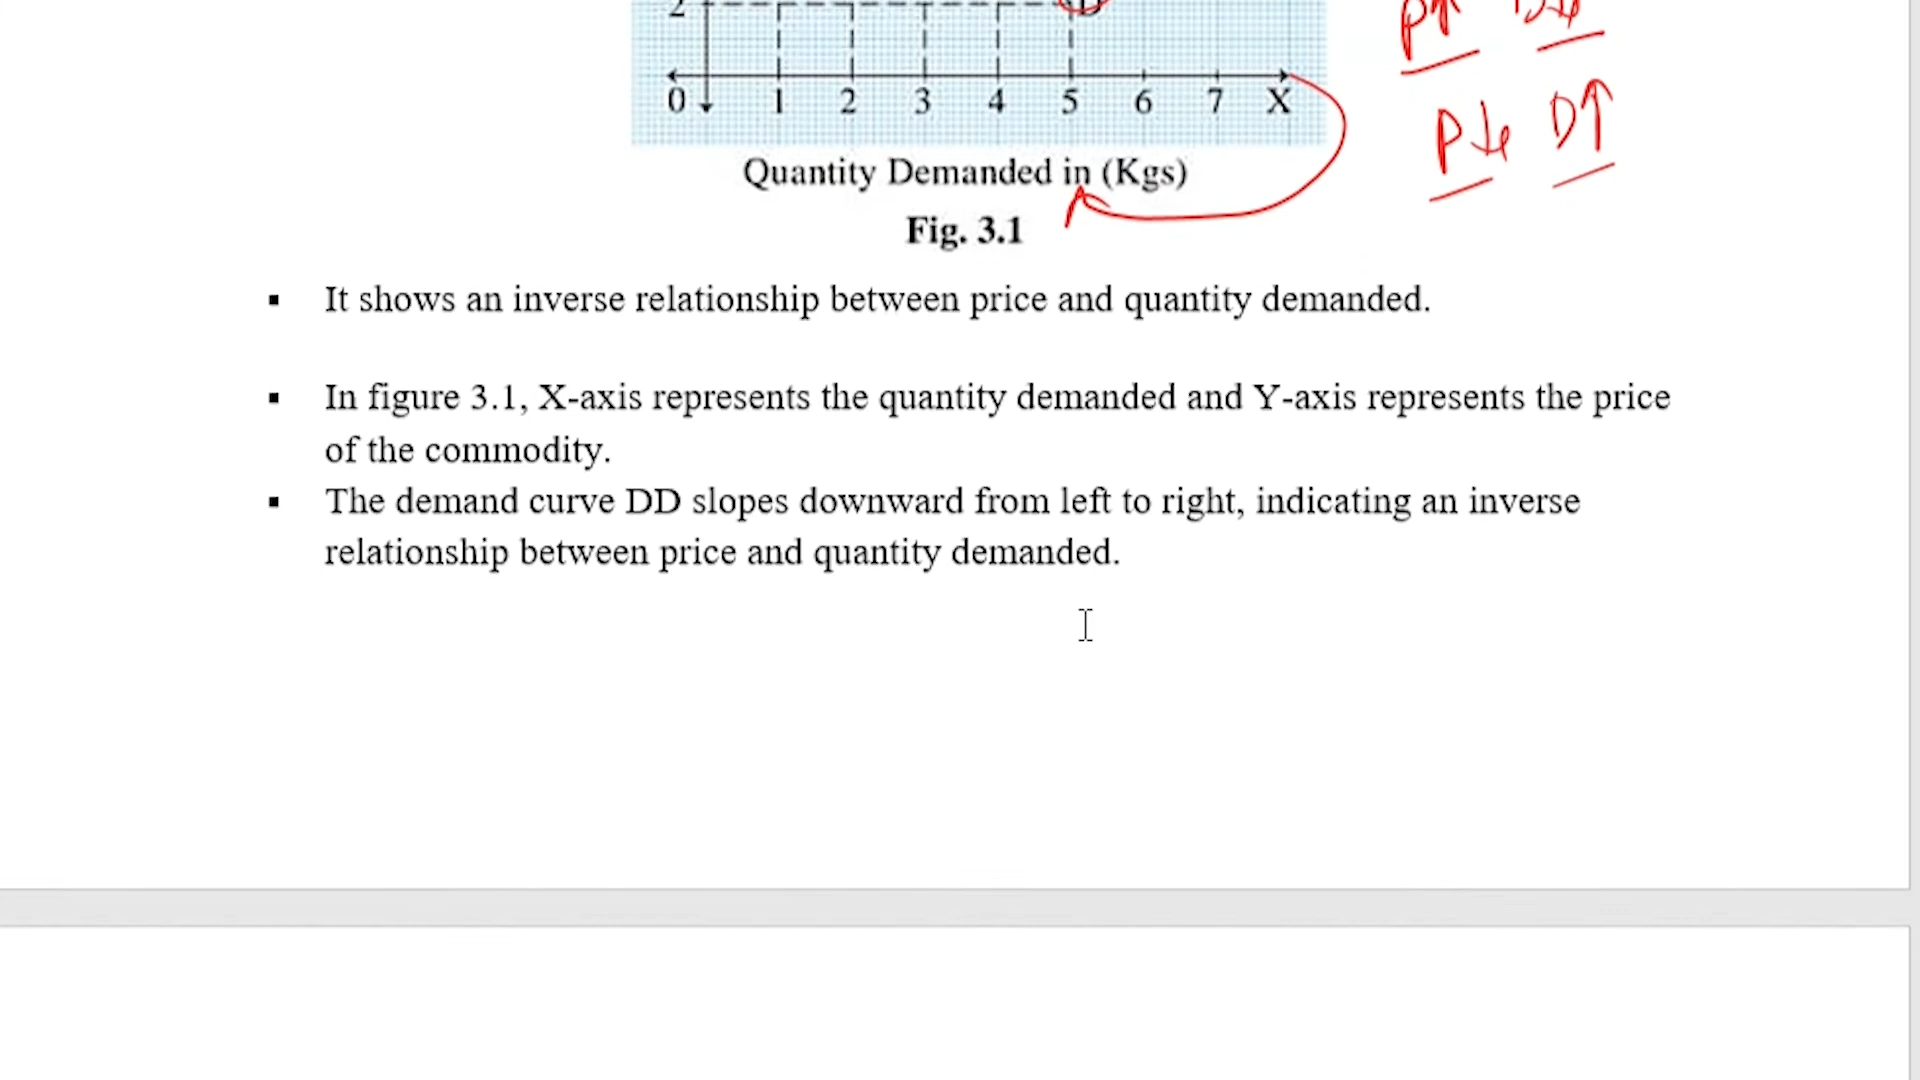 2
P↑ D↓
0 1 2 3 4 5 6 7 X
P↓ D↑
Quantity Demanded in (Kgs)
Fig. 3.1
▪ It shows an inverse relationship between price and quantity demanded.
▪ In figure 3.1, X-axis represents the quantity demanded and Y-axis represents the price
of the commodity.
▪ The demand curve DD slopes downward from left to right, indicating an inverse
relationship between price and quantity demanded.